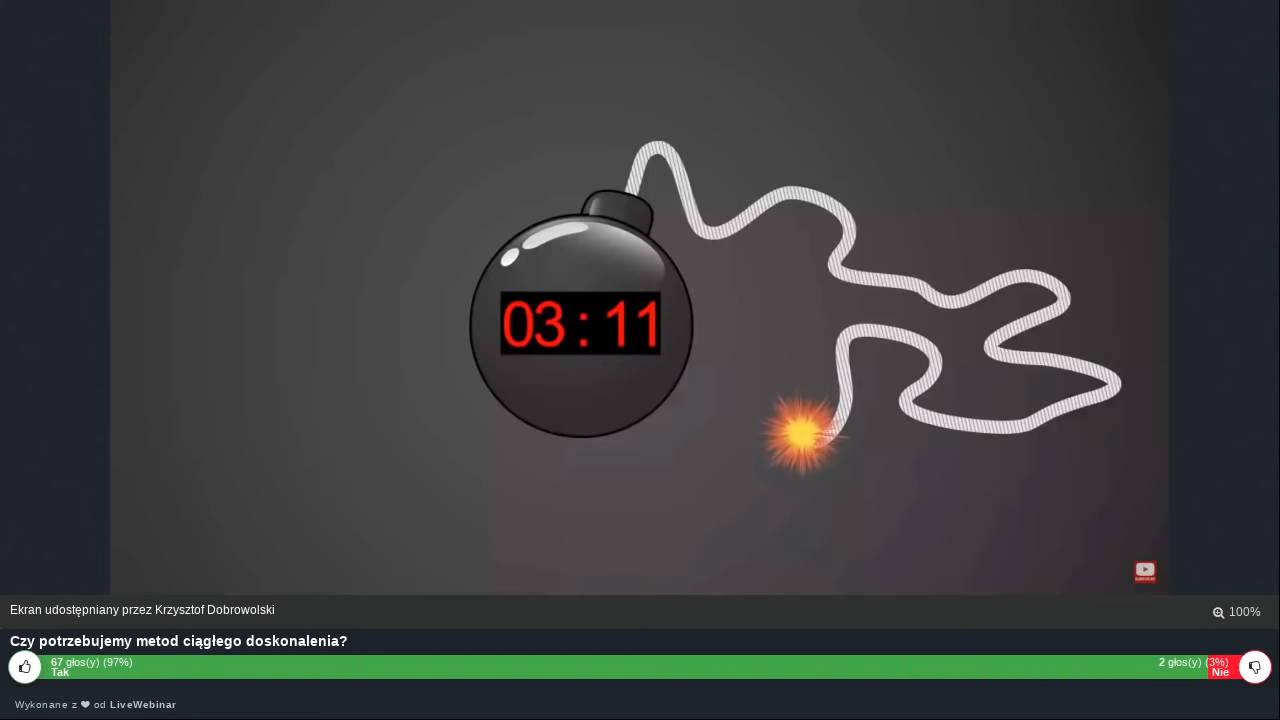 03:11
Ekran udostępniany przez Krzysztof Dobrowolski
100%
Czy potrzebujemy metod ciągłego doskonalenia?
67 głos(y) (97%)
Tak
2 głos(y) (3%)
Nie
Wykonane z od LiveWebinar